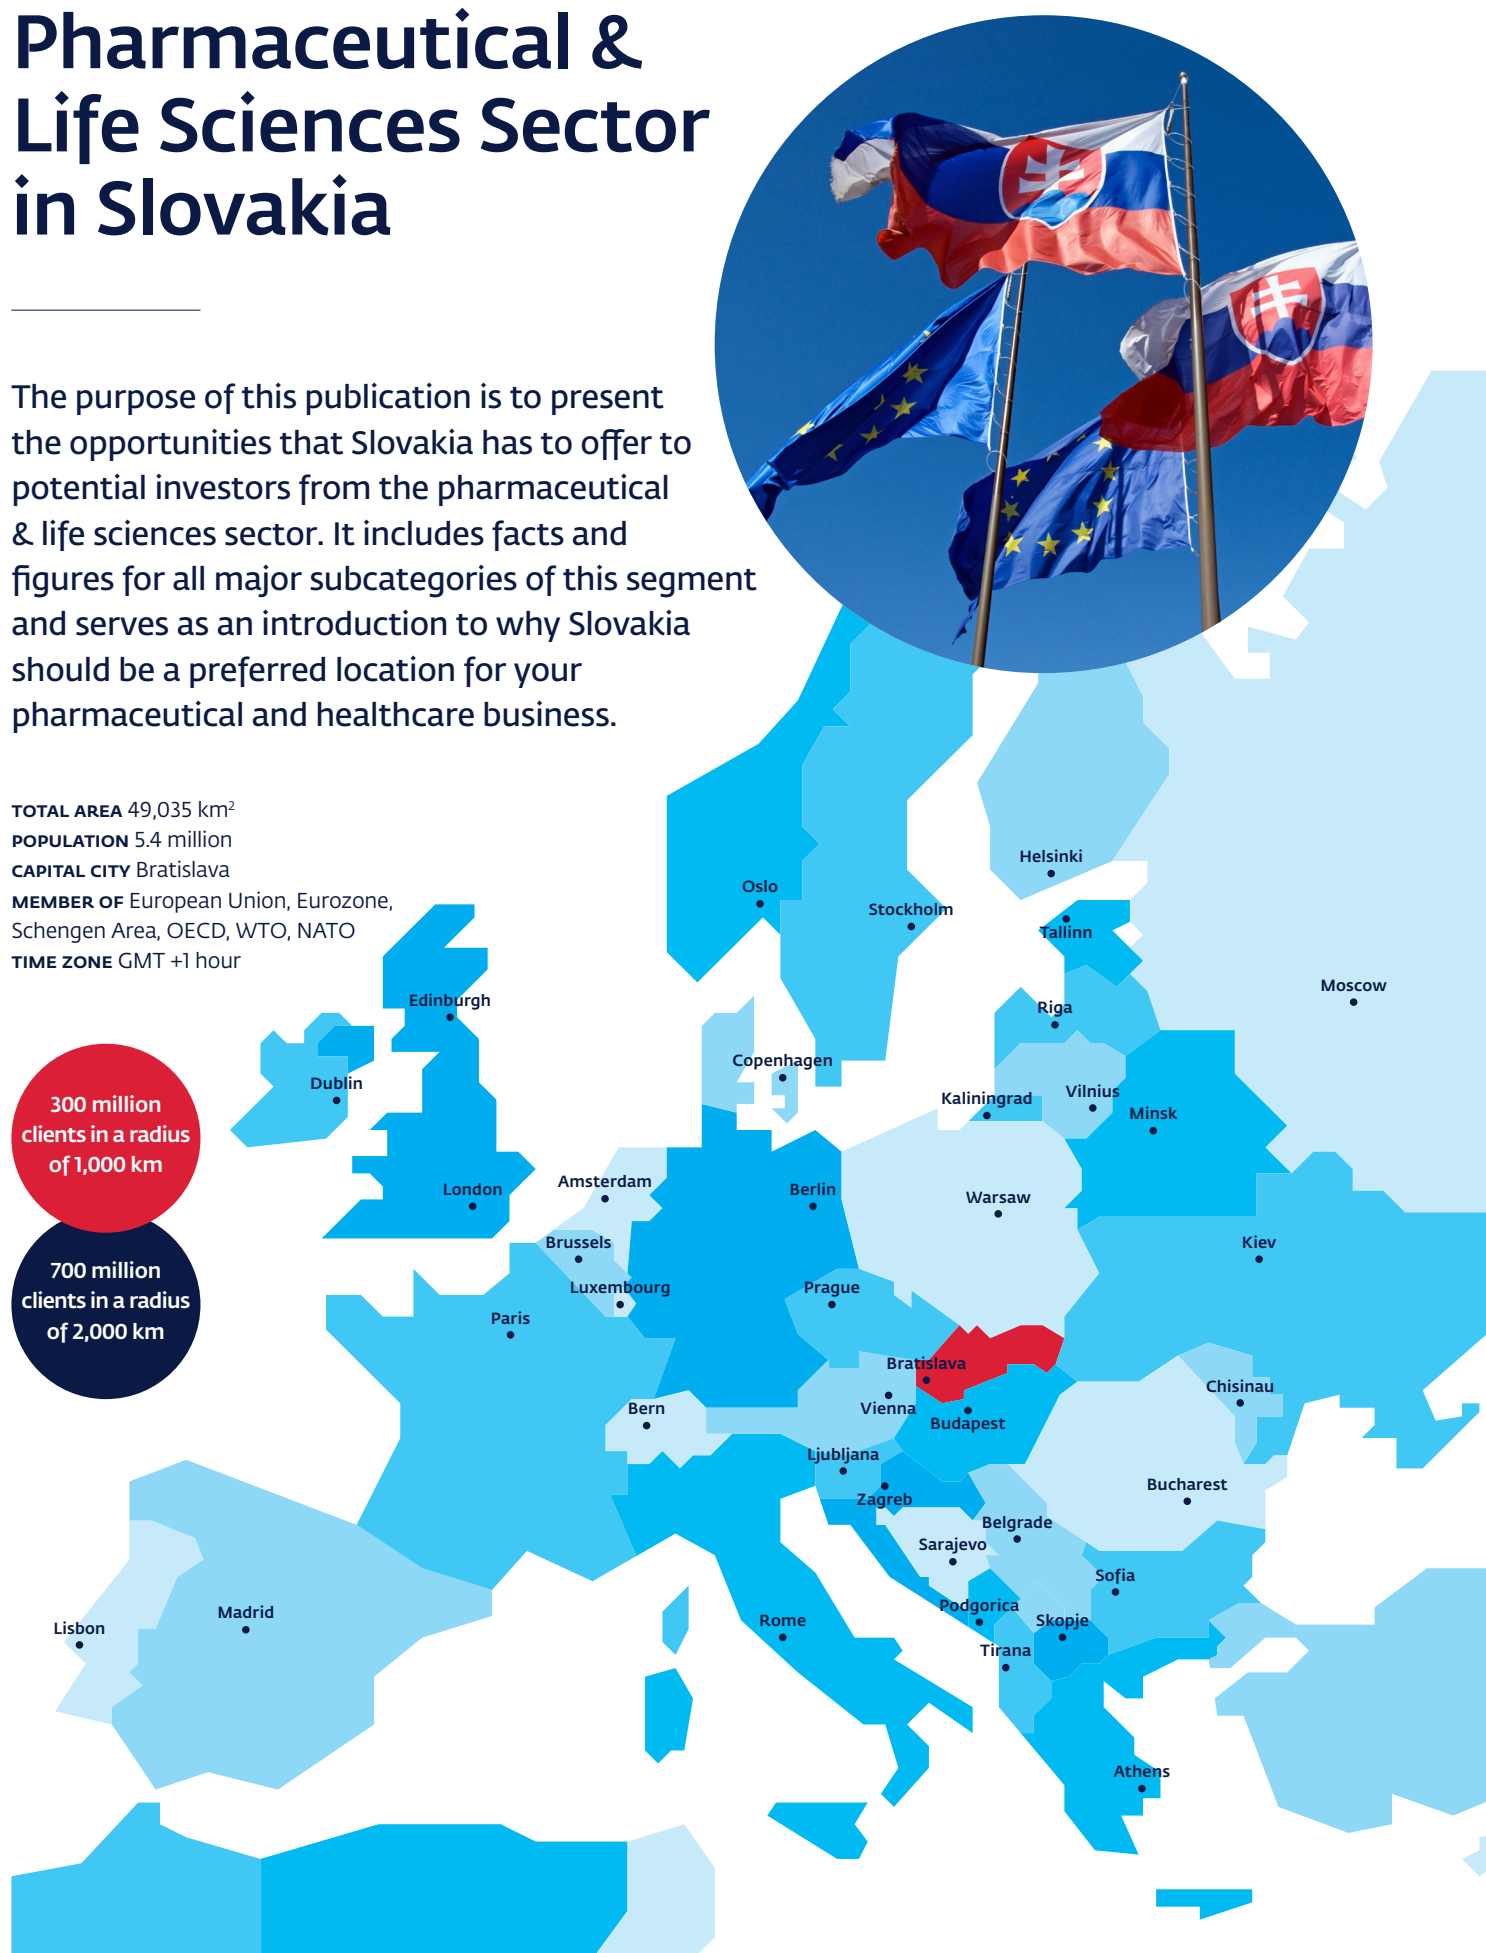 Pharmaceutical &
Life Sciences Sector
in Slovakia
The purpose of this publication is to present
the opportunities that Slovakia has to offer to
potential investors from the pharmaceutical
& life sciences sector. It includes facts and
figures for all major subcategories of this segment
and serves as an introduction to why Slovakia
should be a preferred location for your
pharmaceutical and healthcare business.
TOTAL AREA 49,035 km²
POPULATION 5.4 million
CAPITAL CITY Bratislava
MEMBER OF European Union, Eurozone,
Schengen Area, OECD, WTO, NATO
TIME ZONE GMT +1 hour
300 million
clients in a radius
of 1,000 km
700 million
clients in a radius
of 2,000 km
Helsinki
Oslo
Stockholm
Tallinn
Moscow
Edinburgh
Riga
Copenhagen
Dublin
Vilnius
Kaliningrad
Minsk
Amsterdam
London
Berlin
Warsaw
Brussels
Kiev
Luxembourg
Prague
Paris
Bratislava
Chisinau
Bern
Vienna
Budapest
Ljubljana
Bucharest
Zagreb
Belgrade
Sarajevo
Sofia
Podgorica
Madrid
Rome
Skopje
Lisbon
Tirana
Athens